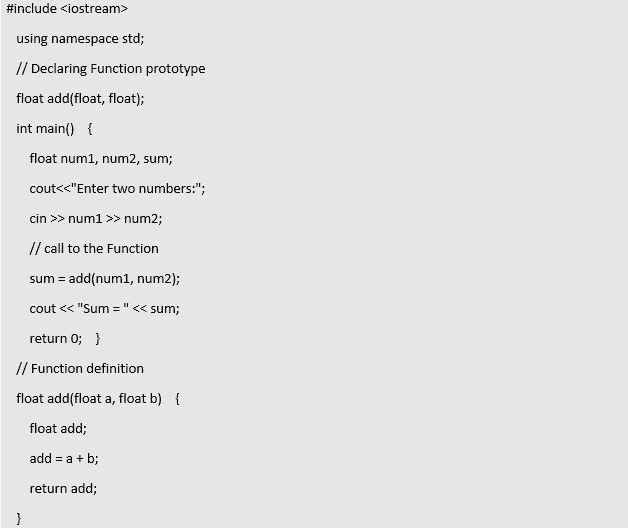 #include <iostream>
using namespace std;
// Declaring Function prototype
float add(float, float);
int main()   {
float num1, num2, sum;
cout<<"Enter two numbers:";
cin >> num1 >> num2;
// call to the Function
sum = add(num1, num2);
cout << "Sum = " << sum;
return 0;   }
// Function definition
float add(float a, float b)   {
float add;
add = a + b;
return add;
}